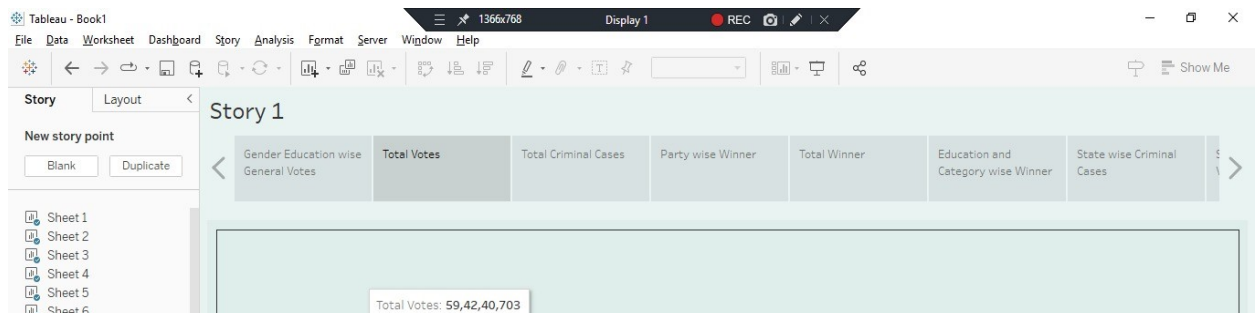 Tableau - Book1
1366x768 Display 1 REC
File Data Worksheet Dashboard Story Analysis Format Server Window Help
Show Me
Story Layout
Story 1
New story point
Blank Duplicate
Gender Education wise
General Votes
Total Votes
Total Criminal Cases
Party wise Winner
Total Winner
Education and
Category wise Winner
State wise Criminal
Cases
Sheet 1
Sheet 2
Sheet 3
Sheet 4
Sheet 5
Sheet 6
Total Votes: 59,42,40,703